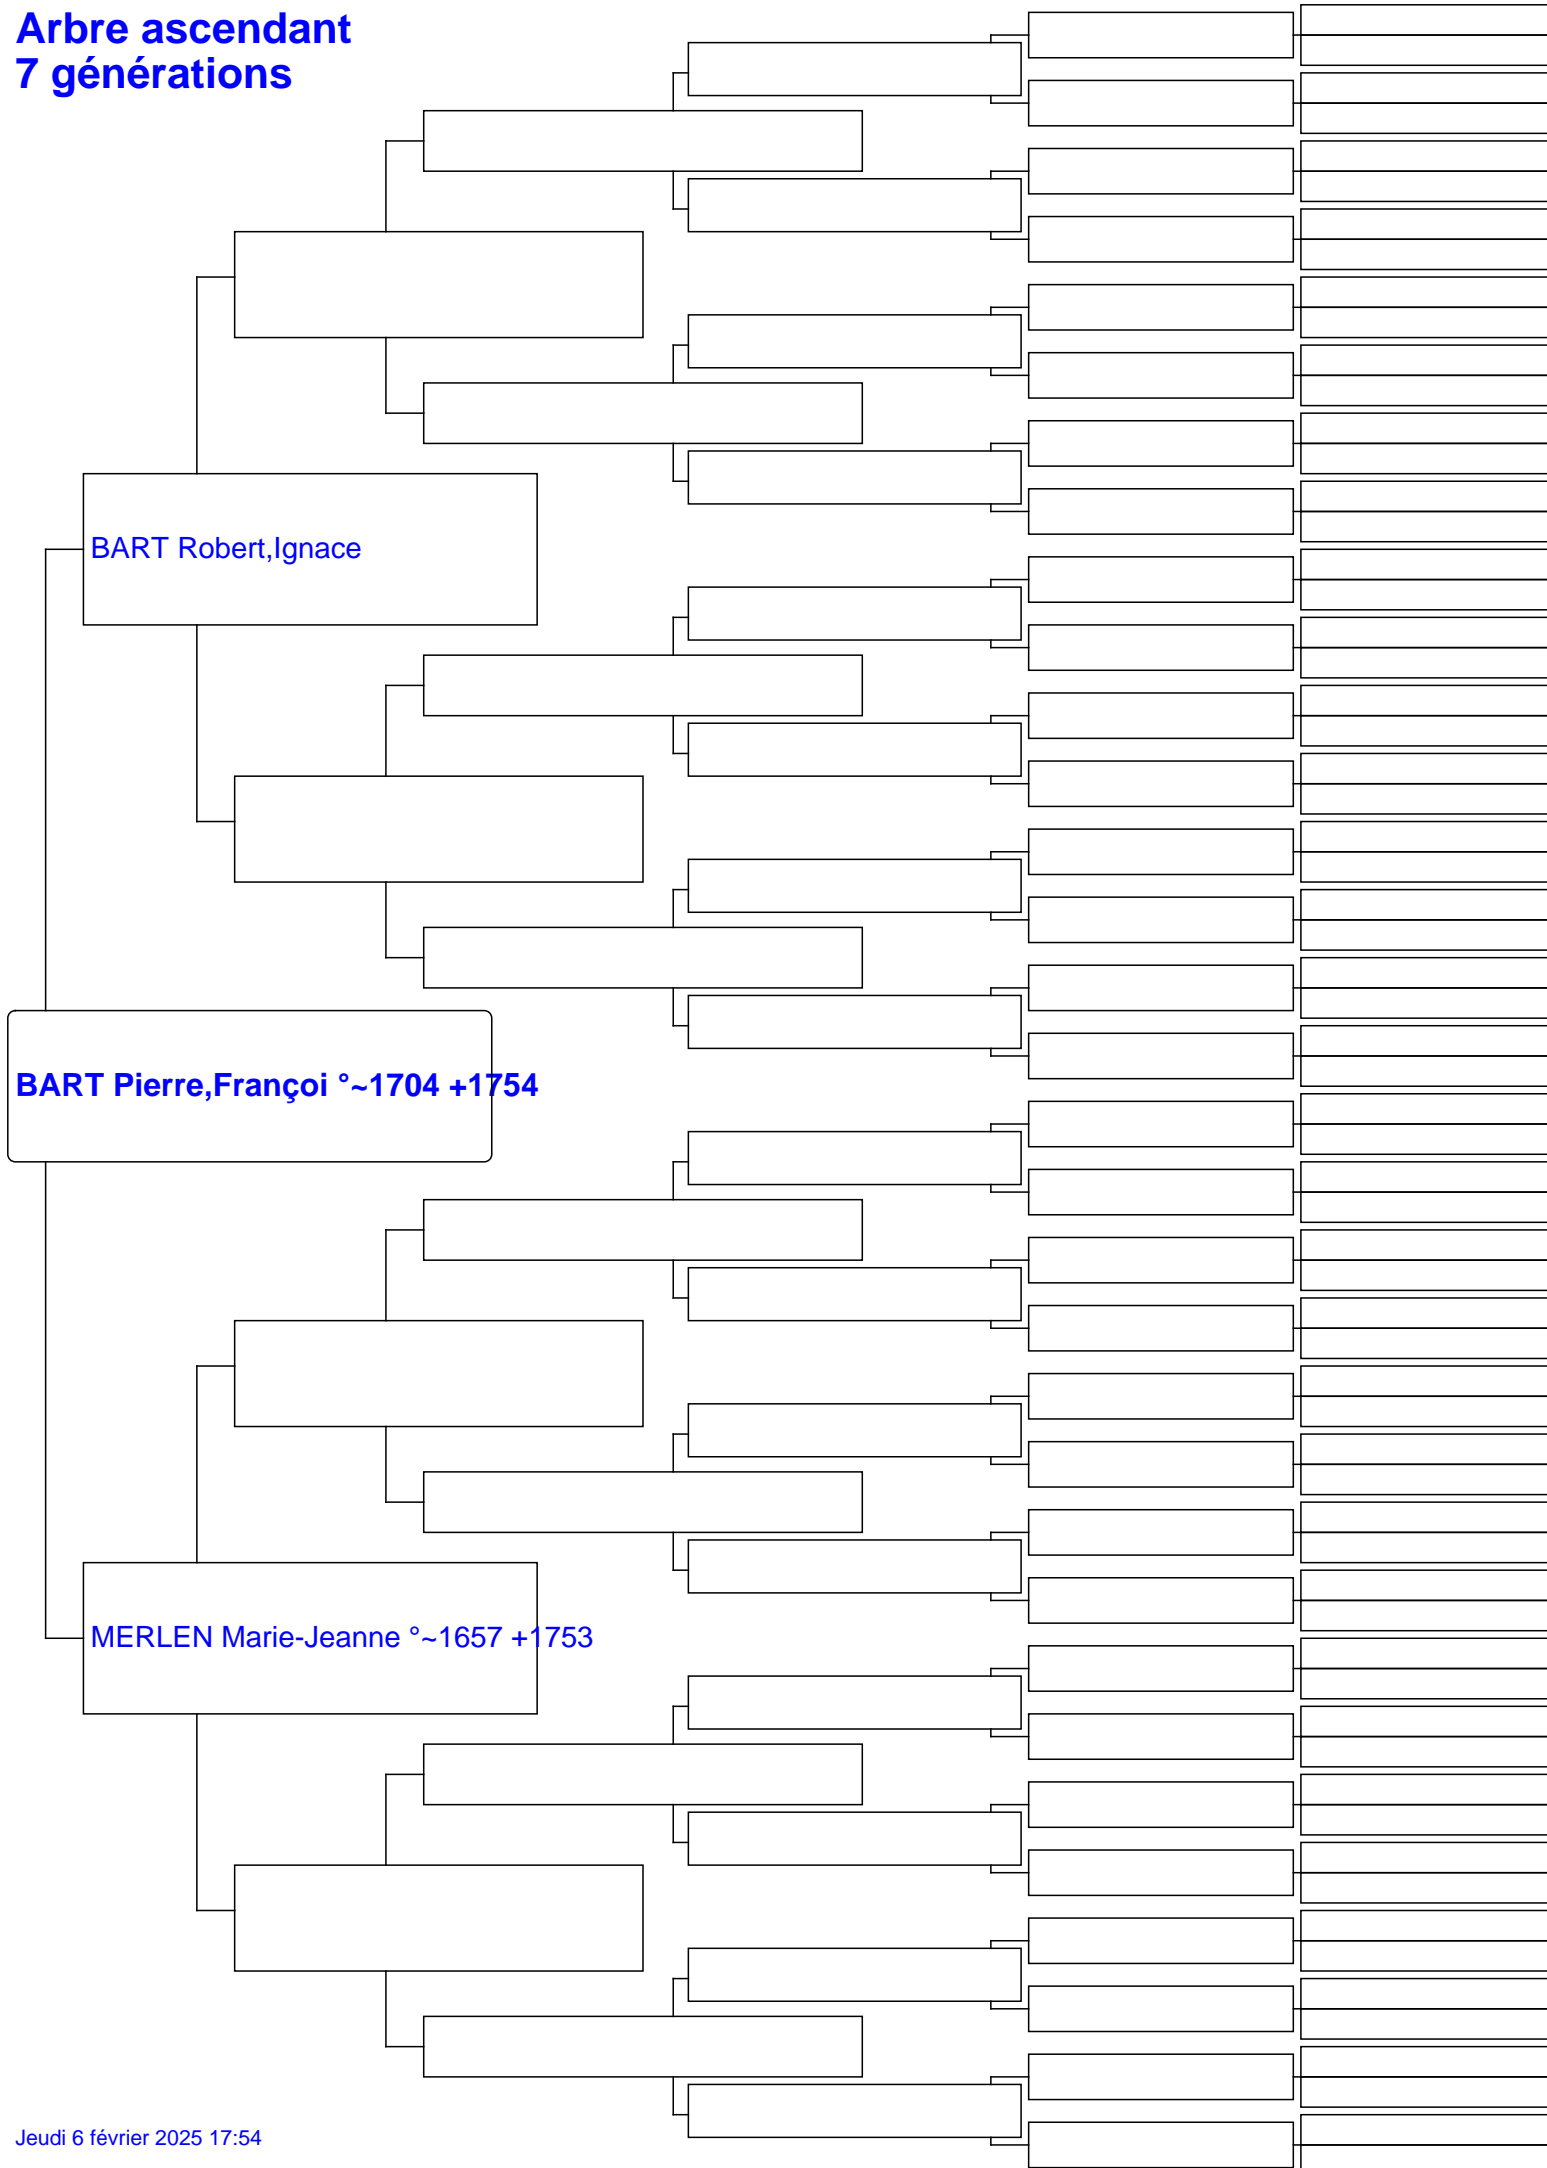 Arbre ascendant
7 générations
BART Robert,Ignace
BART Pierre,Françoi °~1704 +1754
MERLEN Marie-Jeanne °~1657 +1753
Jeudi 6 février 2025 17:54